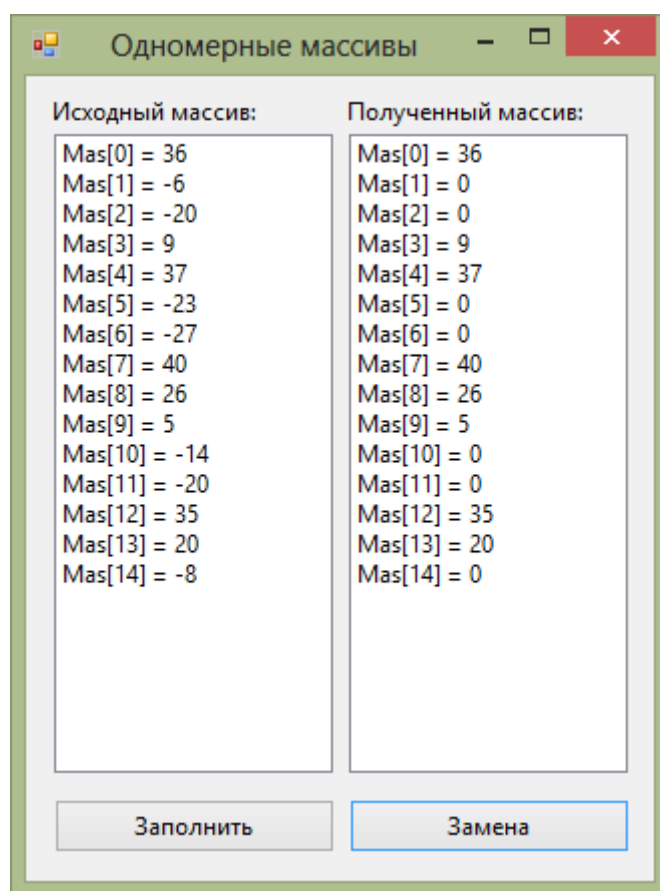 Одномерные массивы
Исходный массив:
Mas[0] = 36
Mas[1] = -6
Mas[2] = -20
Mas[3] = 9
Mas[4] = 37
Mas[5] = -23
Mas[6] = -27
Mas[7] = 40
Mas[8] = 26
Mas[9] = 5
Mas[10] = -14
Mas[11] = -20
Mas[12] = 35
Mas[13] = 20
Mas[14] = -8
Полученный массив:
Mas[0] = 36
Mas[1] = 0
Mas[2] = 0
Mas[3] = 9
Mas[4] = 37
Mas[5] = 0
Mas[6] = 0
Mas[7] = 40
Mas[8] = 26
Mas[9] = 5
Mas[10] = 0
Mas[11] = 0
Mas[12] = 35
Mas[13] = 20
Mas[14] = 0
Заполнить
Замена